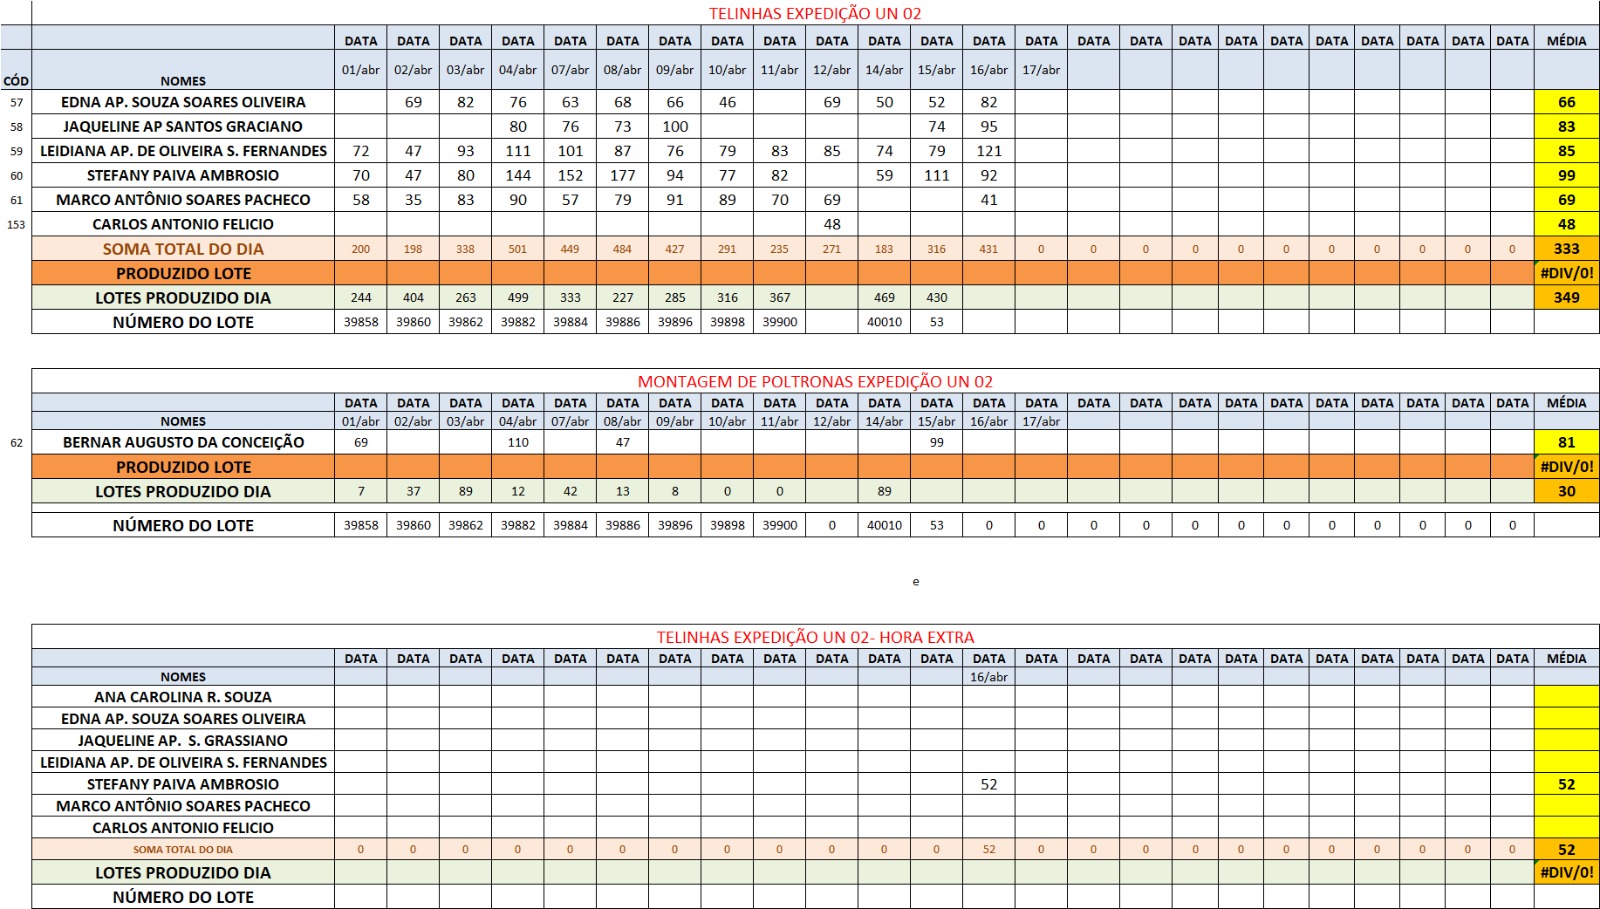 TELINHAS EXPEDIÇÃO UN 02
DATA DATA DATA DATA DATA DATA DATA DATA DATA DATA DATA DATA DATA DATA DATA DATA DATA DATA DATA DATA DATA DATA DATA MÉDIA
CÓD NOMES 01/abr 02/abr 03/abr 04/abr 07/abr 08/abr 09/abr 10/abr 11/abr 12/abr 14/abr 15/abr 16/abr 17/abr
57 EDNA AP. SOUZA SOARES OLIVEIRA 69 82 76 63 68 66 46 69 50 52 82 66
58 JAQUELINE AP SANTOS GRACIANO 80 76 73 100 74 95 83
59 LEIDIANA AP. DE OLIVEIRA S. FERNANDES 72 47 93 111 101 87 76 79 83 85 74 79 121 85
60 STEFANY PAIVA AMBROSIO 70 47 80 144 152 177 94 77 82 59 111 92 99
61 MARCO ANTÔNIO SOARES PACHECO 58 35 83 90 57 79 91 89 70 69 41 69
153 CARLOS ANTONIO FELICIO 48 48
SOMA TOTAL DO DIA 200 198 338 501 449 484 427 291 235 271 183 316 431 0 0 0 0 0 0 0 0 0 0 333
PRODUZIDO LOTE #DIV/0!
LOTES PRODUZIDO DIA 244 404 263 499 333 227 285 316 367 469 430 349
NÚMERO DO LOTE 39858 39860 39862 39882 39884 39886 39896 39898 39900 40010 53
MONTAGEM DE POLTRONAS EXPEDIÇÃO UN 02
DATA DATA DATA DATA DATA DATA DATA DATA DATA DATA DATA DATA DATA DATA DATA DATA DATA DATA DATA DATA DATA DATA DATA MÉDIA
NOMES 01/abr 02/abr 03/abr 04/abr 07/abr 08/abr 09/abr 10/abr 11/abr 12/abr 14/abr 15/abr 16/abr 17/abr
62 BERNAR AUGUSTO DA CONCEIÇÃO 69 110 47 99 81
PRODUZIDO LOTE #DIV/0!
LOTES PRODUZIDO DIA 7 37 89 12 42 13 8 0 0 89 30
NÚMERO DO LOTE 39858 39860 39862 39882 39884 39886 39896 39898 39900 0 40010 53 0 0 0 0 0 0 0 0 0 0 0
e
TELINHAS EXPEDIÇÃO UN 02- HORA EXTRA
DATA DATA DATA DATA DATA DATA DATA DATA DATA DATA DATA DATA DATA DATA DATA DATA DATA DATA DATA DATA DATA DATA DATA MÉDIA
NOMES 16/abr
ANA CAROLINA R. SOUZA
EDNA AP. SOUZA SOARES OLIVEIRA
JAQUELINE AP. S. GRASSIANO
LEIDIANA AP. DE OLIVEIRA S. FERNANDES
STEFANY PAIVA AMBROSIO 52 52
MARCO ANTÔNIO SOARES PACHECO
CARLOS ANTONIO FELICIO
SOMA TOTAL DO DIA 0 0 0 0 0 0 0 0 0 0 0 0 52 0 0 0 0 0 0 0 0 0 0 52
LOTES PRODUZIDO DIA #DIV/0!
NÚMERO DO LOTE